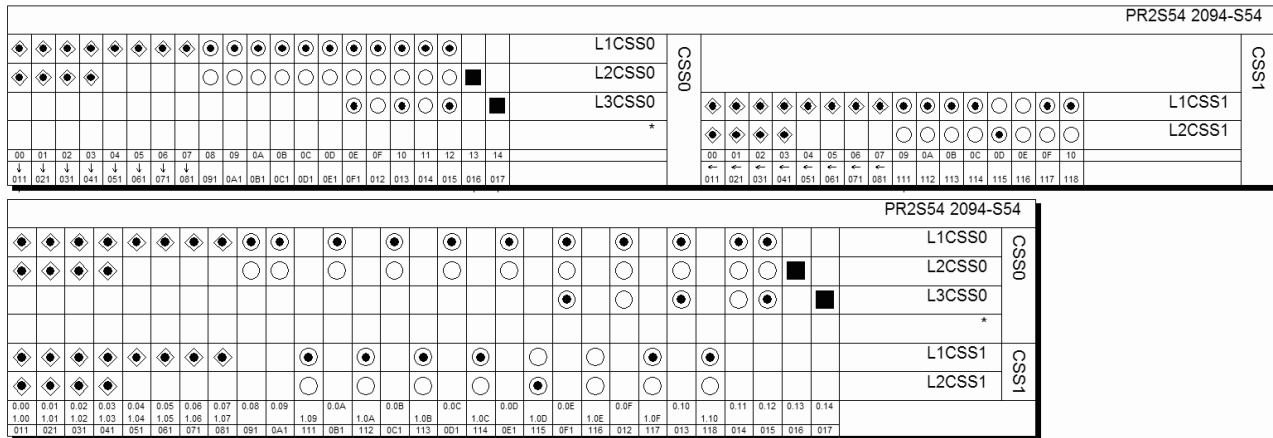 PR2S54 2094-S54
L1CSS0
L2CSS0
L3CSS0
*
CSS0
00 01 02 03 04 05 06 07 08 09 0A 0B 0C 0D 0E 0F 10 11 12 13 14
↓ ↓ ↓ ↓ ↓ ↓ ↓ ↓
011 021 031 041 051 061 071 081 091 0A1 0B1 0C1 0D1 0E1 0F1 012 013 014 015 016 017
L1CSS1
L2CSS1
CSS1
00 01 02 03 04 05 06 07 09 0A 0B 0C 0D 0E 0F 10
← ← ← ← ← ← ← ←
011 021 031 041 051 061 071 081 111 112 113 114 115 116 117 118
PR2S54 2094-S54
L1CSS0
L2CSS0
L3CSS0
*
CSS0
L1CSS1
L2CSS1
CSS1
0.00 0.01 0.02 0.03 0.04 0.05 0.06 0.07 0.08 0.09 0.0A 0.0B 0.0C 0.0D 0.0E 0.0F 0.10 0.11 0.12 0.13 0.14
1.00 1.01 1.02 1.03 1.04 1.05 1.06 1.07 1.09 1.0A 1.0B 1.0C 1.0D 1.0E 1.0F 1.10
011 021 031 041 051 061 071 081 091 0A1 111 0B1 112 0C1 113 0D1 114 0E1 115 0F1 116 012 117 013 118 014 015 016 017